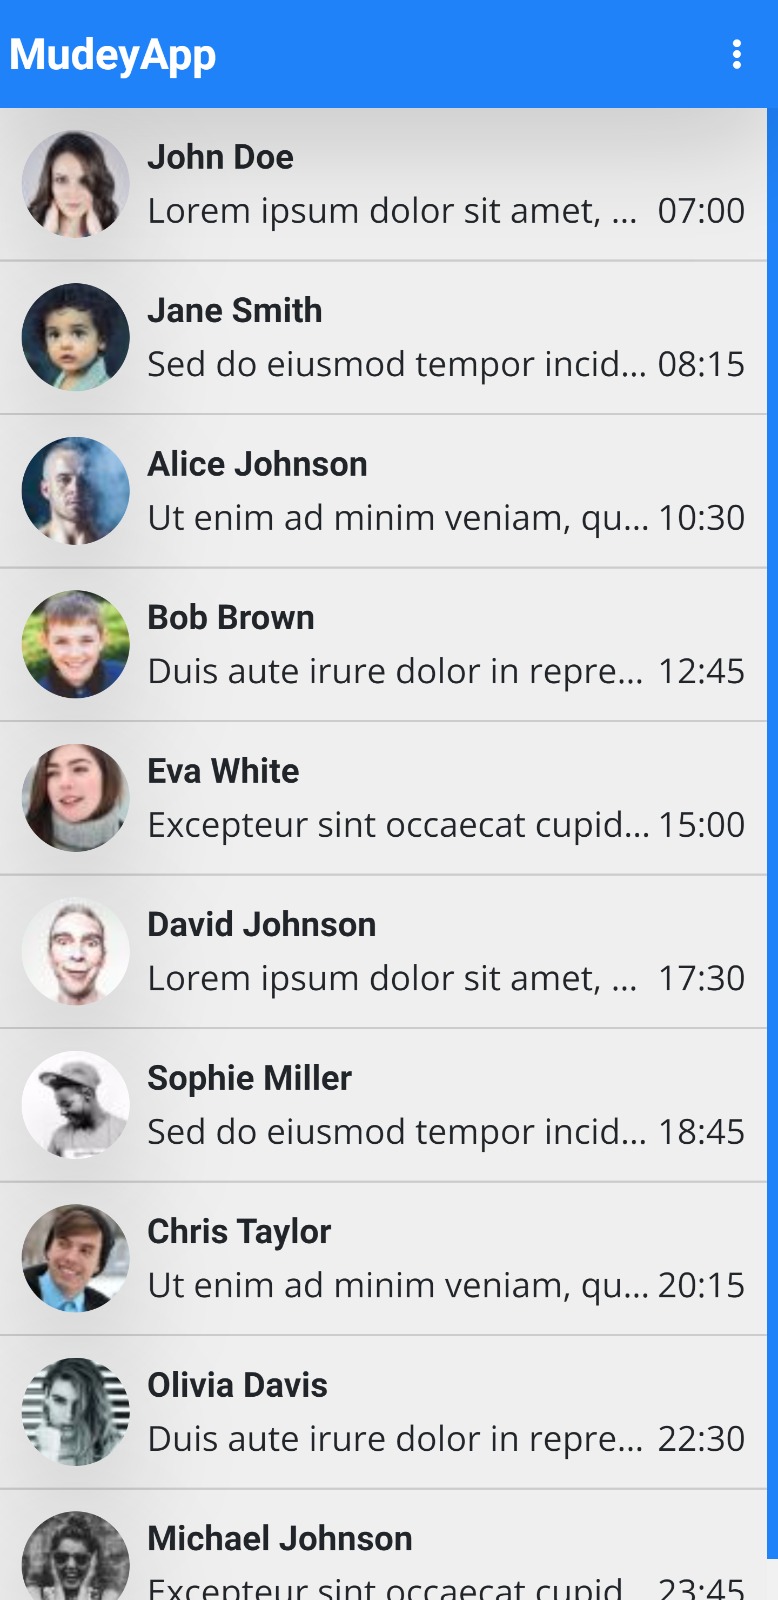 MudeyApp
John Doe
Lorem ipsum dolor sit amet, ... 07:00
Jane Smith
Sed do eiusmod tempor incid... 08:15
Alice Johnson
Ut enim ad minim veniam, qu... 10:30
Bob Brown
Duis aute irure dolor in repre... 12:45
Eva White
Excepteur sint occaecat cupid... 15:00
David Johnson
Lorem ipsum dolor sit amet, ... 17:30
Sophie Miller
Sed do eiusmod tempor incid... 18:45
Chris Taylor
Ut enim ad minim veniam, qu... 20:15
Olivia Davis
Duis aute irure dolor in repre... 22:30
Michael Johnson
Excepteur sint occaecat cupid... 23:45